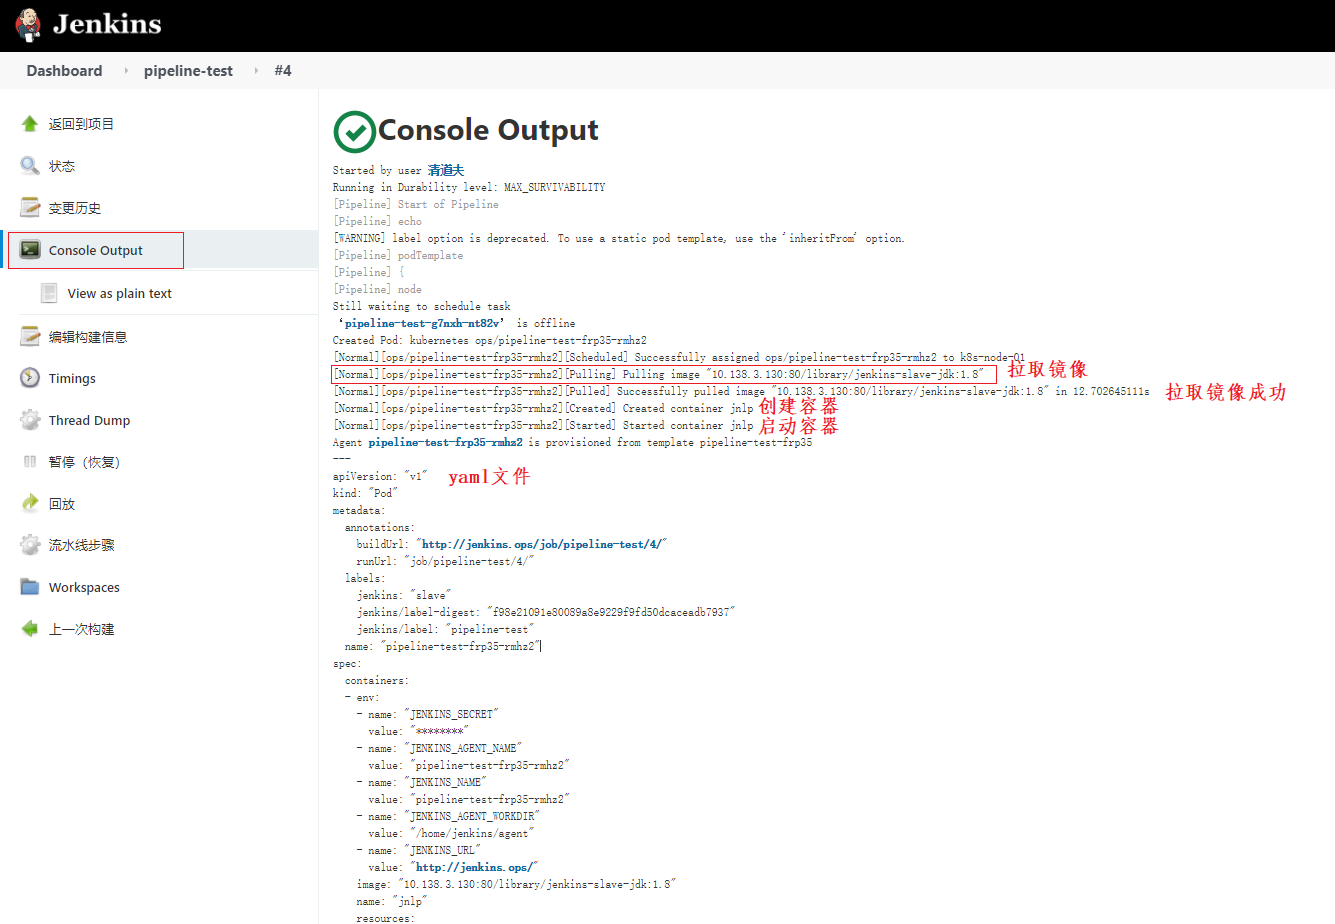 Jenkins
Dashboard › pipeline-test › #4
返回到项目
状态
变更历史
Console Output
View as plain text
编辑构建信息
Timings
Thread Dump
暂停（恢复）
回放
流水线步骤
Workspaces
上一次构建
Console Output
Started by user 清道夫
Running in Durability level: MAX_SURVIVABILITY
[Pipeline] Start of Pipeline
[Pipeline] echo
[WARNING] label option is deprecated. To use a static pod template, use the 'inheritFrom' option.
[Pipeline] podTemplate
[Pipeline] {
[Pipeline] node
Still waiting to schedule task
‘pipeline-test-g7nxh-nt82v’ is offline
Created Pod: kubernetes ops/pipeline-test-frp35-rmhz2
[Normal][ops/pipeline-test-frp35-rmhz2][Scheduled] Successfully assigned ops/pipeline-test-frp35-rmhz2 to k8s-node-01
[Normal][ops/pipeline-test-frp35-rmhz2][Pulling] Pulling image "10.138.3.130:80/library/jenkins-slave-jdk:1.8" 拉取镜像
[Normal][ops/pipeline-test-frp35-rmhz2][Pulled] Successfully pulled image "10.138.3.130:80/library/jenkins-slave-jdk:1.8" in 12.702645111s 拉取镜像成功
[Normal][ops/pipeline-test-frp35-rmhz2][Created] Created container jnlp 创建容器
[Normal][ops/pipeline-test-frp35-rmhz2][Started] Started container jnlp 启动容器
Agent pipeline-test-frp35-rmhz2 is provisioned from template pipeline-test-frp35
---
apiVersion: "v1" yaml文件
kind: "Pod"
metadata:
  annotations:
    buildUrl: "http://jenkins.ops/job/pipeline-test/4/"
    runUrl: "job/pipeline-test/4/"
  labels:
    jenkins: "slave"
    jenkins/label-digest: "f98e21091e80089a8e9229f9fd50dcaceadb7937"
    jenkins/label: "pipeline-test"
  name: "pipeline-test-frp35-rmhz2"
spec:
  containers:
  - env:
    - name: "JENKINS_SECRET"
      value: "********"
    - name: "JENKINS_AGENT_NAME"
      value: "pipeline-test-frp35-rmhz2"
    - name: "JENKINS_NAME"
      value: "pipeline-test-frp35-rmhz2"
    - name: "JENKINS_AGENT_WORKDIR"
      value: "/home/jenkins/agent"
    - name: "JENKINS_URL"
      value: "http://jenkins.ops/"
    image: "10.138.3.130:80/library/jenkins-slave-jdk:1.8"
    name: "jnlp"
    resources: